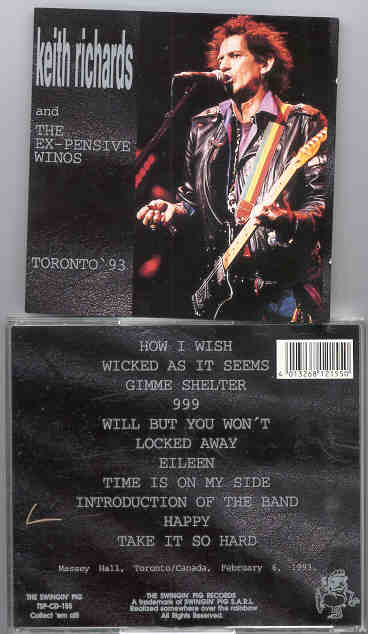 keith richards
and
THE
EX-PENSIVE
WINOS
TORONTO`93
HOW I WISH
WICKED AS IT SEEMS
GIMME SHELTER
999
WILL BUT YOU WON´T
LOCKED AWAY
EILEEN
TIME IS ON MY SIDE
INTRODUCTION OF THE BAND
HAPPY
TAKE IT SO HARD
4 013268 121550
Massey Hall, Toronto/Canada, February 6, 1993.
THE SWINGIN' PIG
TSP-CD-155
Collect 'em all!
THE SWINGIN' PIG RECORDS
A trademark of SWINGIN' PIG S.A.R.L.
Realized somewhere over the rainbow
All Rights Reserved.